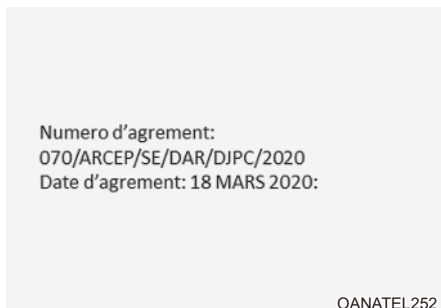 Numero d'agrement:
070/ARCEP/SE/DAR/DJPC/2020
Date d'agrement: 18 MARS 2020:
OANATEL252